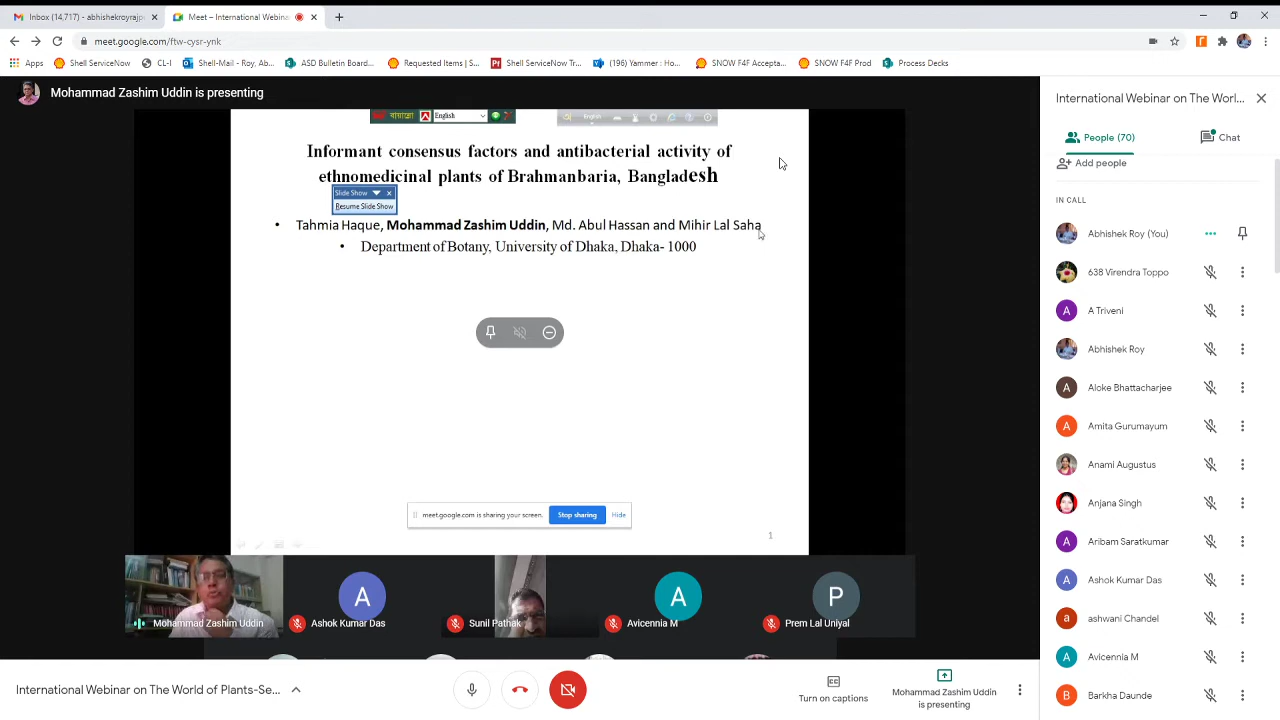 Inbox (14,717) - abhishekroyrajp
Meet – International Webina
meet.google.com/ftw-cysr-ynk
Apps
Shell ServiceNow
CL-I
Shell-Mail - Roy, Ab...
ASD Bulletin Board...
Requested Items | S...
Shell ServiceNow Tr...
(196) Yammer : Ho...
SNOW F4F Accepta...
SNOW F4F Prod
Process Decks
Mohammad Zashim Uddin is presenting
English
English
Informant consensus factors and antibacterial activity of
ethnomedicinal plants of Brahmanbaria, Bangladesh
Slide Show
Resume Slide Show
• Tahmia Haque, Mohammad Zashim Uddin, Md. Abul Hassan and Mihir Lal Saha
• Department of Botany, University of Dhaka, Dhaka- 1000
meet.google.com is sharing your screen.
Stop sharing
Hide
1
Mohammad Zashim Uddin
A
Ashok Kumar Das
Sunil Pathak
A
Avicennia M
P
Prem Lal Uniyal
International Webinar on The World of Plants-Se...
Turn on captions
Mohammad Zashim Uddin
is presenting
International Webinar on The Worl...
People (70)
Chat
Add people
IN CALL
Abhishek Roy (You)
638 Virendra Toppo
A
A Triveni
Abhishek Roy
A
Aloke Bhattacharjee
A
Amita Gurumayum
Anami Augustus
Anjana Singh
A
Aribam Saratkumar
A
Ashok Kumar Das
a
ashwani Chandel
A
Avicennia M
B
Barkha Daunde